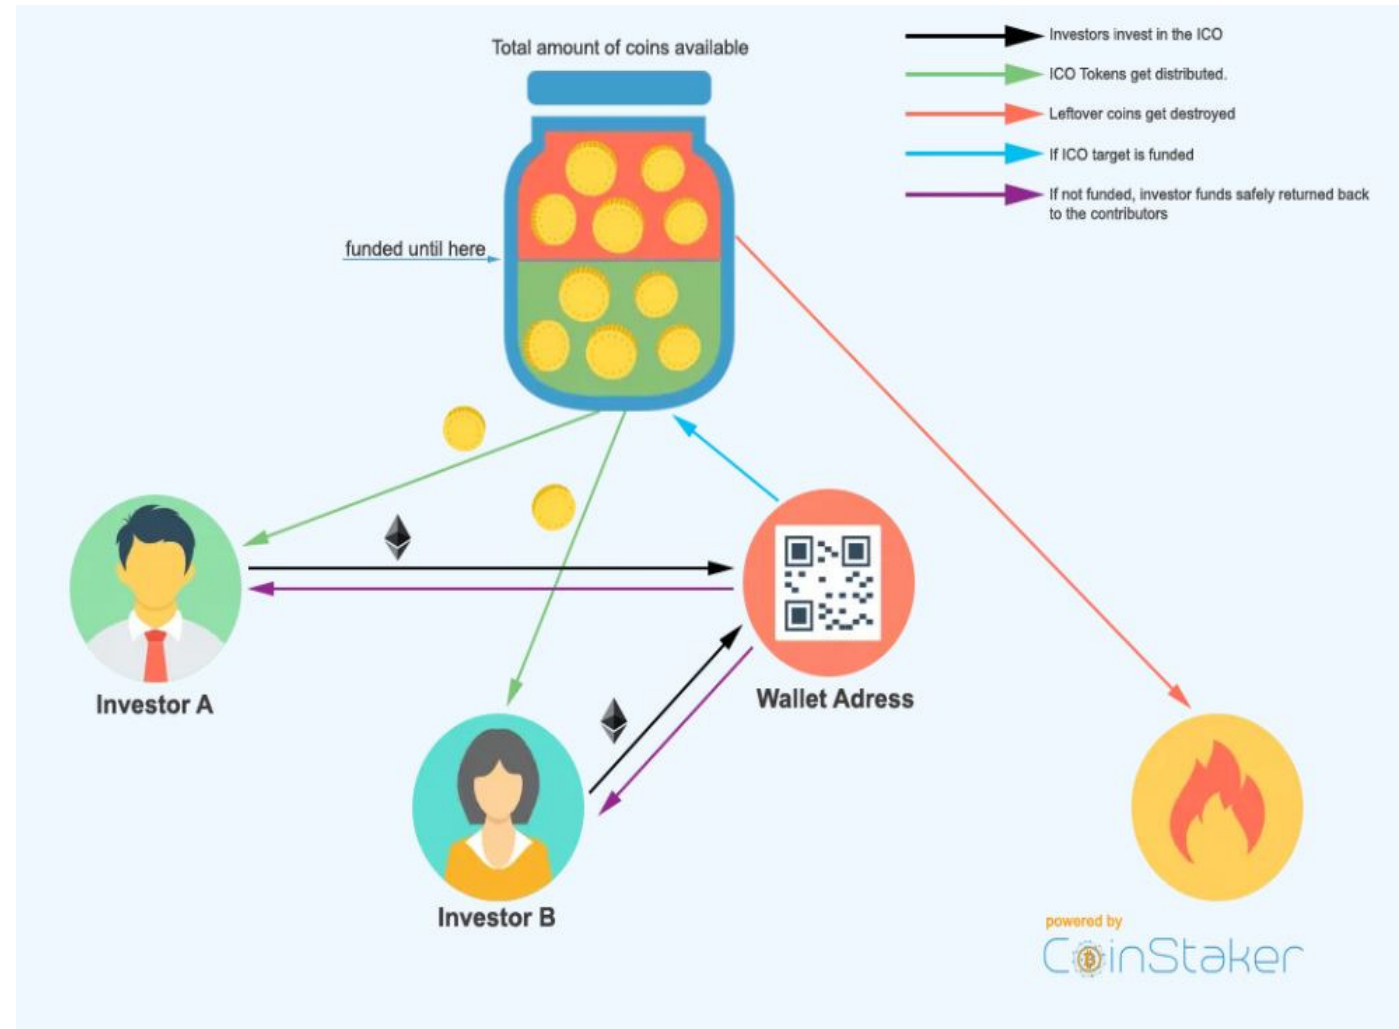 Total amount of coins available
Investors invest in the ICO
ICO Tokens get distributed.
Leftover coins get destroyed
If ICO target is funded
If not funded, investor funds safely returned back
to the contributors
funded until here
Investor A
Wallet Adress
Investor B
powered by
CoinStaker